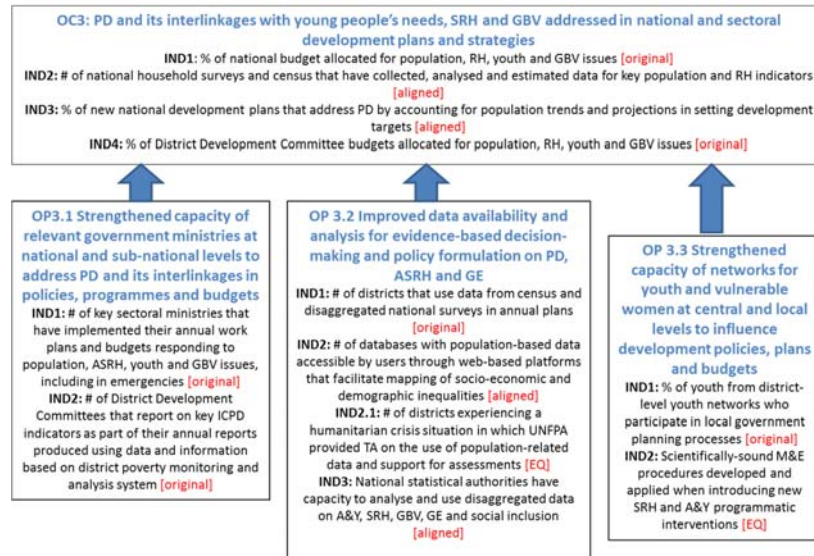 OC3: PD and its interlinkages with young people's needs, SRH and GBV addressed in national and sectoral
development plans and strategies
IND1: % of national budget allocated for population, RH, youth and GBV issues [original]
IND2: # of national household surveys and census that have collected, analysed and estimated data for key population and RH indicators
[aligned]
IND3: % of new national development plans that address PD by accounting for population trends and projections in setting development
targets [aligned]
IND4: % of District Development Committee budgets allocated for population, RH, youth and GBV issues [original]
OP3.1 Strengthened capacity of
relevant government ministries at
national and sub-national levels to
address PD and its interlinkages in
policies, programmes and budgets
IND1: # of key sectoral ministries that
have implemented their annual work
plans and budgets responding to
population, ASRH, youth and GBV issues,
including in emergencies [original]
IND2: # of District Development
Committees that report on key ICPD
indicators as part of their annual reports
produced using data and information
based on district poverty monitoring and
analysis system [original]
OP 3.2 Improved data availability and
analysis for evidence-based decision-
making and policy formulation on PD,
ASRH and GE
IND1: # of districts that use data from census and
disaggregated national surveys in annual plans
[original]
IND2: # of databases with population-based data
accessible by users through web-based platforms
that facilitate mapping of socio-economic and
demographic inequalities [aligned]
IND2.1: # of districts experiencing a
humanitarian crisis situation in which UNFPA
provided TA on the use of population-related
data and support for assessments [EQ]
IND3: National statistical authorities have
capacity to analyse and use disaggregated data
on A&Y, SRH, GBV, GE and social inclusion
[aligned]
OP 3.3 Strengthened
capacity of networks for
youth and vulnerable
women at central and local
levels to influence
development policies, plans
and budgets
IND1: % of youth from district-
level youth networks who
participate in local government
planning processes [original]
IND2: Scientifically-sound M&E
procedures developed and
applied when introducing new
SRH and A&Y programmatic
interventions [EQ]